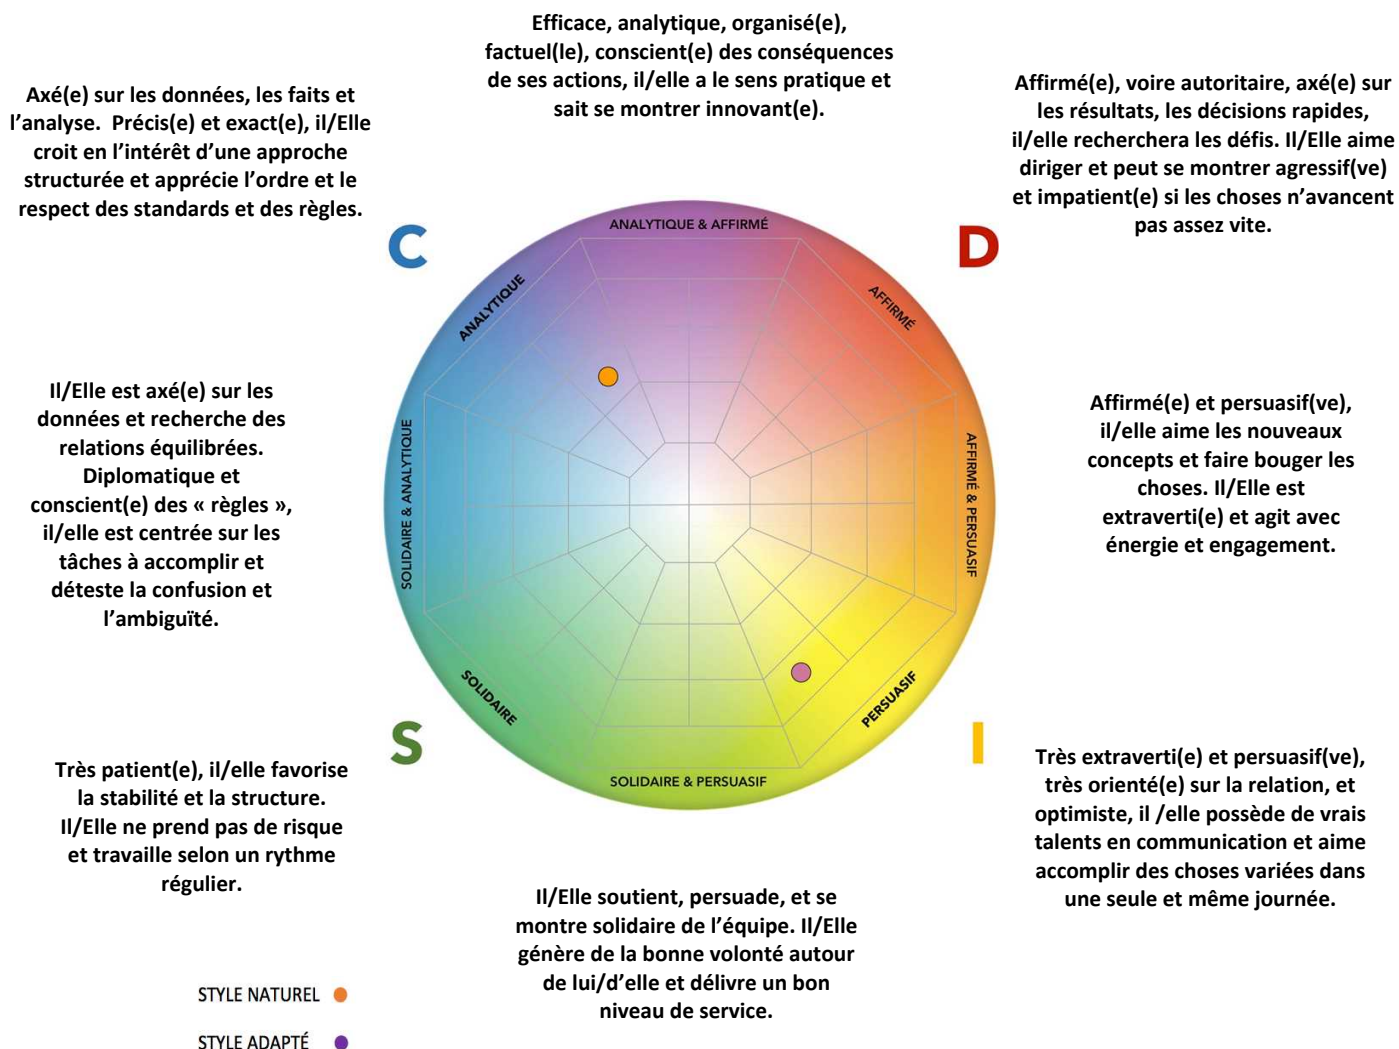 Efficace, analytique, organisé(e),
factuel(le), conscient(e) des conséquences
de ses actions, il/elle a le sens pratique et
sait se montrer innovant(e).
Axé(e) sur les données, les faits et
l’analyse.  Précis(e) et exact(e), il/Elle
croit en l’intérêt d’une approche
structurée et apprécie l’ordre et le
respect des standards et des règles.
Affirmé(e), voire autoritaire, axé(e) sur
les résultats, les décisions rapides,
il/elle recherchera les défis. Il/Elle aime
diriger et peut se montrer agressif(ve)
et impatient(e) si les choses n’avancent
pas assez vite.
C
D
ANALYTIQUE & AFFIRMÉ
ANALYTIQUE
AFFIRMÉ
Il/Elle est axé(e) sur les
données et recherche des
relations équilibrées.
Diplomatique et
conscient(e) des « règles »,
il/elle est centrée sur les
tâches à accomplir et
déteste la confusion et
l’ambiguïté.
SOLIDAIRE & ANALYTIQUE
AFFIRMÉ & PERSUASIF
Affirmé(e) et persuasif(ve),
il/elle aime les nouveaux
concepts et faire bouger les
choses. Il/Elle est
extraverti(e) et agit avec
énergie et engagement.
SOLIDAIRE
PERSUASIF
SOLIDAIRE & PERSUASIF
S
I
Très patient(e), il/elle favorise
la stabilité et la structure.
Il/Elle ne prend pas de risque
et travaille selon un rythme
régulier.
Très extraverti(e) et persuasif(ve),
très orienté(e) sur la relation, et
optimiste, il /elle possède de vrais
talents en communication et aime
accomplir des choses variées dans
une seule et même journée.
Il/Elle soutient, persuade, et se
montre solidaire de l’équipe. Il/Elle
génère de la bonne volonté autour
de lui/d’elle et délivre un bon
niveau de service.
STYLE NATUREL
STYLE ADAPTÉ